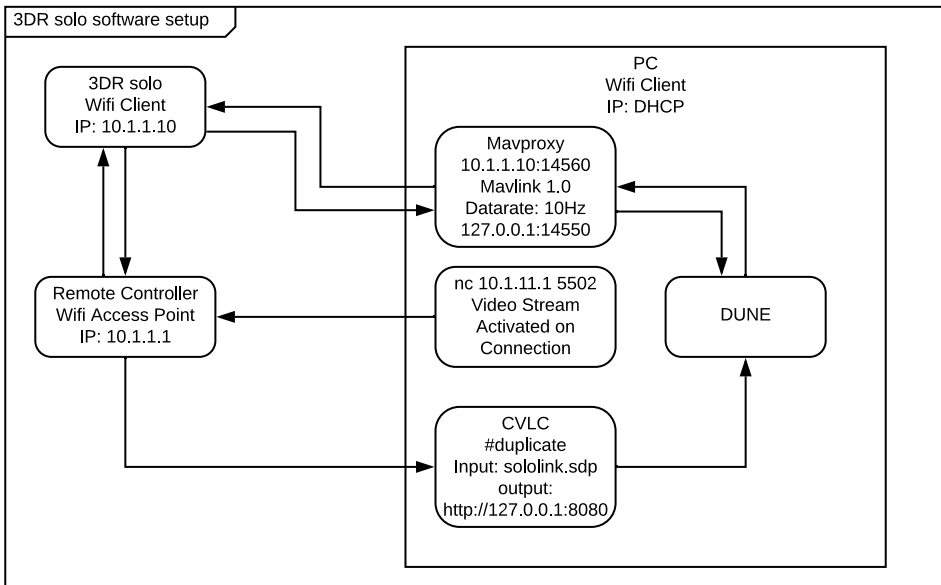 3DR solo software setup
3DR solo
Wifi Client
IP: 10.1.1.10
PC
Wifi Client
IP: DHCP
Mavproxy
10.1.1.10:14560
Mavlink 1.0
Datarate: 10Hz
127.0.0.1:14550
Remote Controller
Wifi Access Point
IP: 10.1.1.1
nc 10.1.11.1 5502
Video Stream
Activated on
Connection
DUNE
CVLC
#duplicate
Input: sololink.sdp
output:
http://127.0.0.1:8080